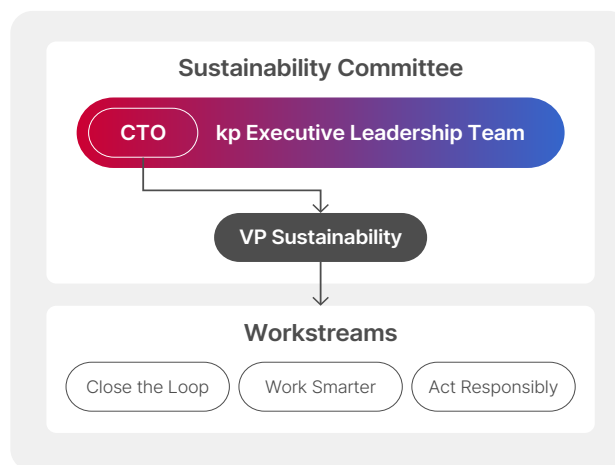 Sustainability Committee
CTO
kp Executive Leadership Team
VP Sustainability
Workstreams
Close the Loop
Work Smarter
Act Responsibly